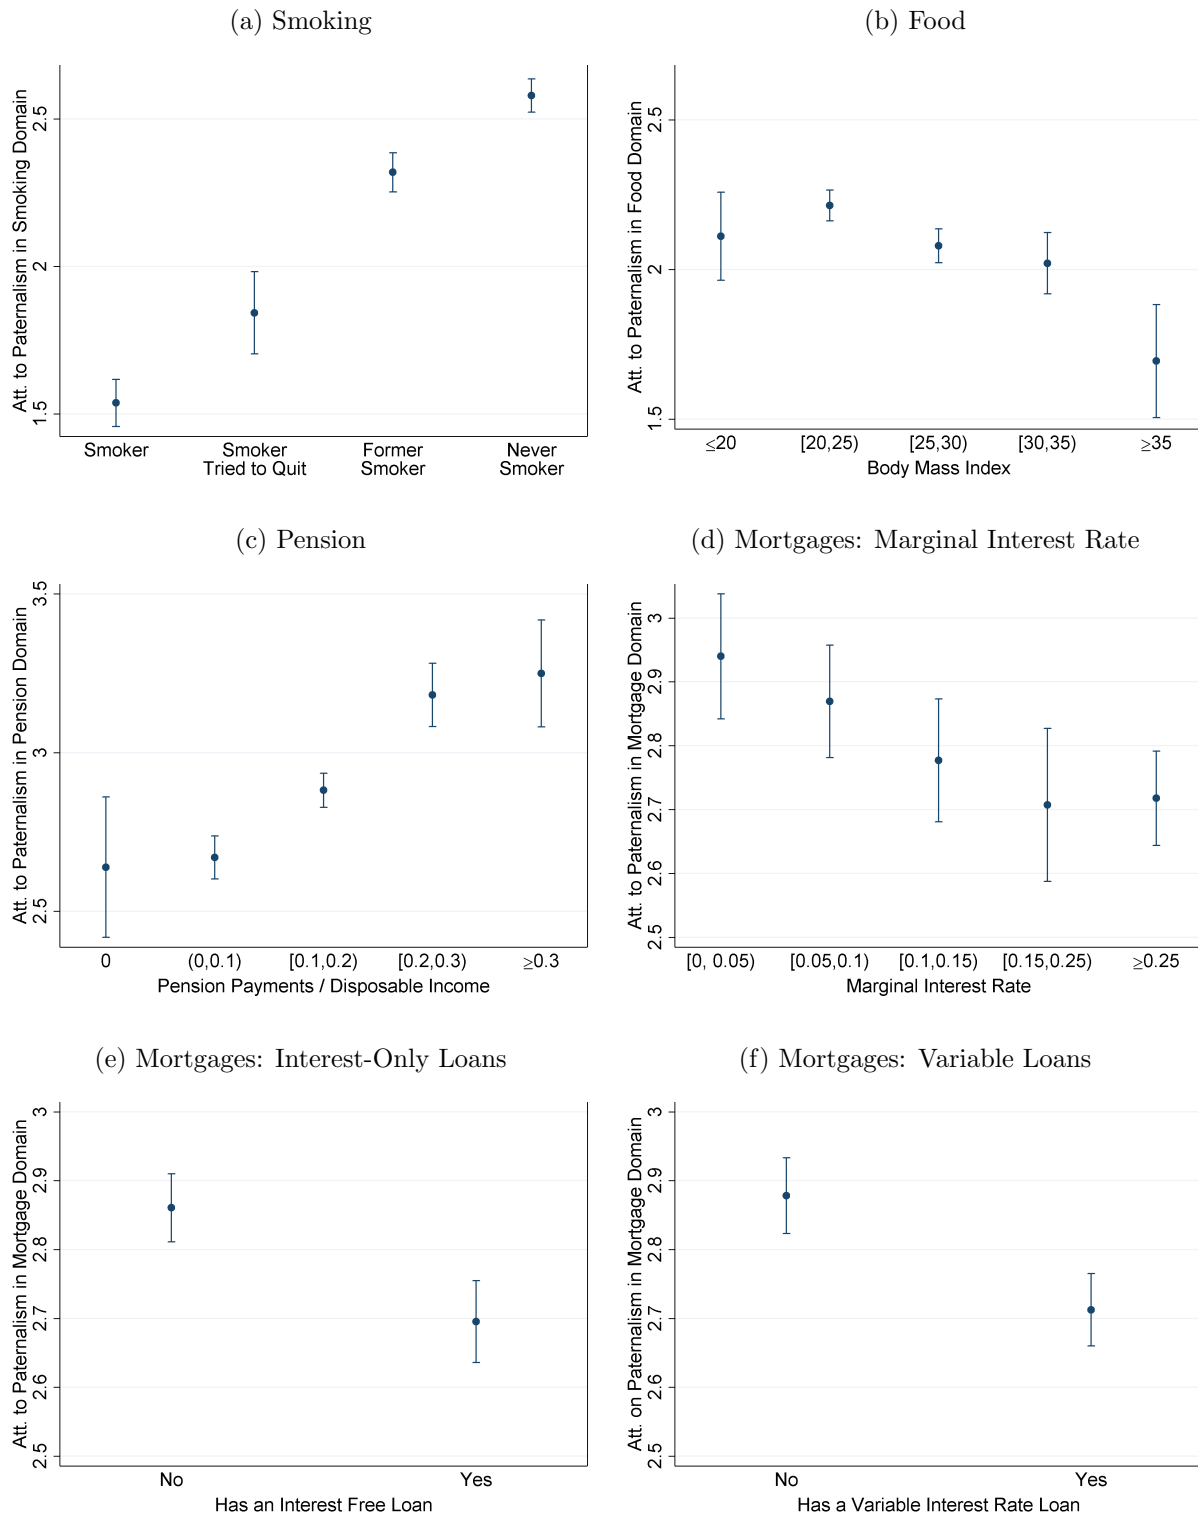 (a) Smoking
Att. to Paternalism in Smoking Domain
2.5
2
1.5
Smoker
Smoker
Tried to Quit
Former
Smoker
Never
Smoker
(b) Food
Att. to Paternalism in Food Domain
2.5
2
1.5
≤20
[20,25)
[25,30)
[30,35)
≥35
Body Mass Index
(c) Pension
Att. to Paternalism in Pension Domain
3.5
3
2.5
0
(0,0.1)
[0.1,0.2)
[0.2,0.3)
≥0.3
Pension Payments / Disposable Income
(d) Mortgages: Marginal Interest Rate
Att. to Paternalism in Mortgage Domain
3
2.9
2.8
2.7
2.6
2.5
[0, 0.05)
[0.05,0.1)
[0.1,0.15)
[0.15,0.25)
≥0.25
Marginal Interest Rate
(e) Mortgages: Interest-Only Loans
Att. to Paternalism in Mortgage Domain
3
2.9
2.8
2.7
2.6
2.5
No
Yes
Has an Interest Free Loan
(f) Mortgages: Variable Loans
Att. on Paternalism in Mortgage Domain
3
2.9
2.8
2.7
2.6
2.5
No
Yes
Has a Variable Interest Rate Loan